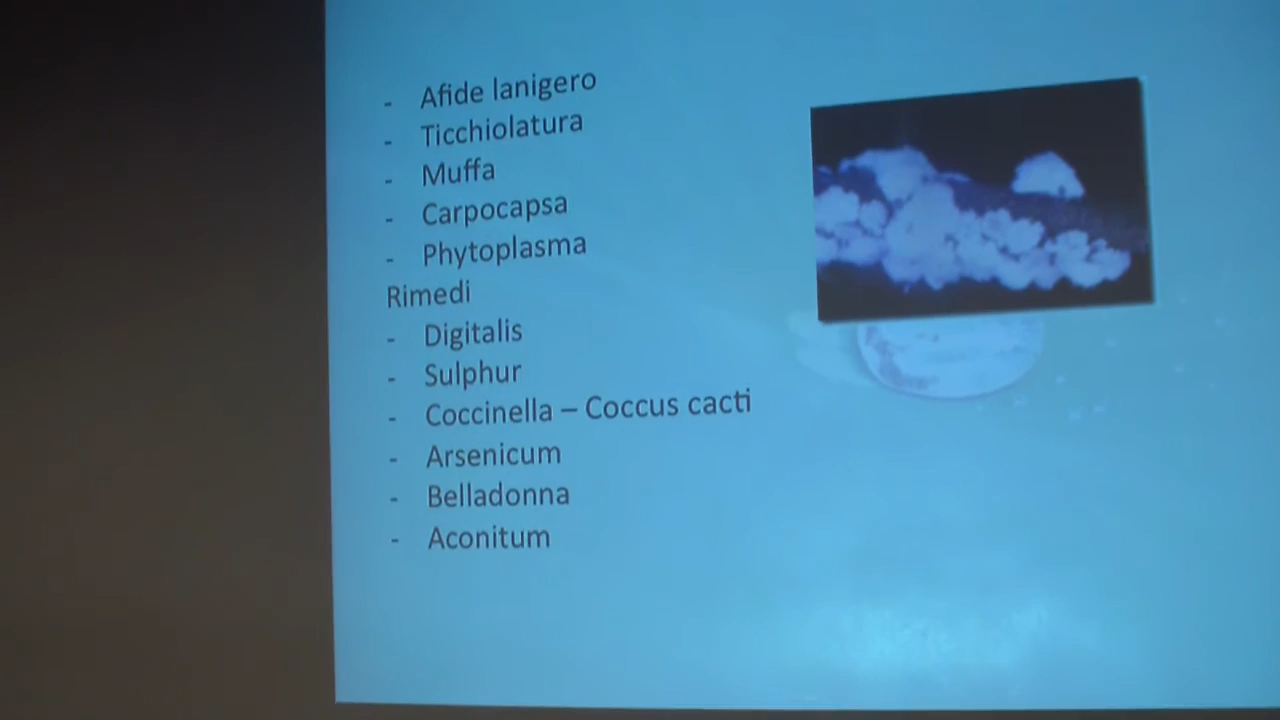 - Afide lanigero
- Ticchiolatura
- Muffa
- Carpocapsa
- Phytoplasma
Rimedi
- Digitalis
- Sulphur
- Coccinella – Coccus cacti
- Arsenicum
- Belladonna
- Aconitum